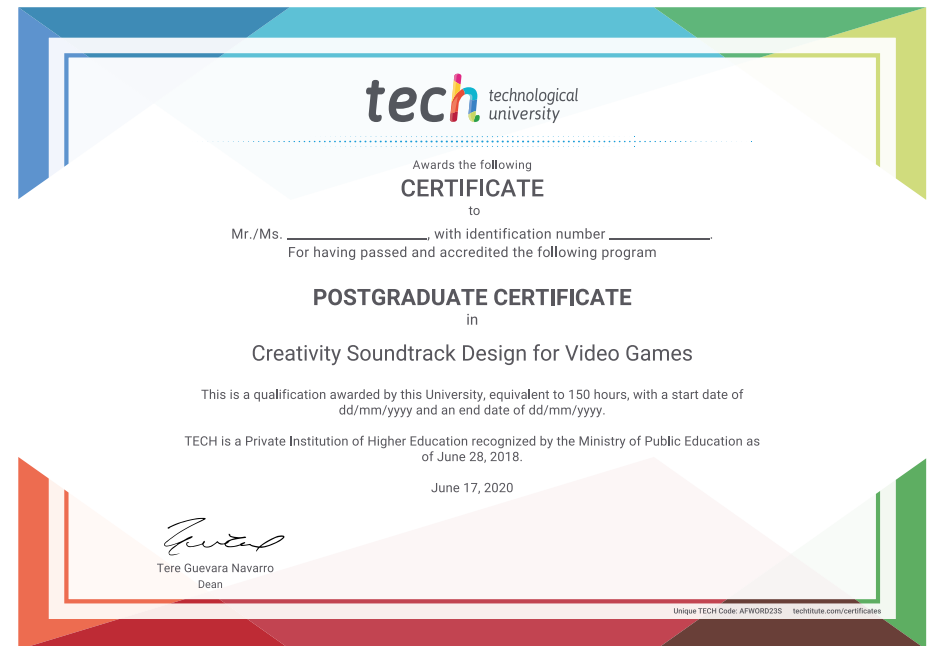 tech technological
university
Awards the following
CERTIFICATE
to
Mr./Ms. ____________________, with identification number ______________.
For having passed and accredited the following program
POSTGRADUATE CERTIFICATE
in
Creativity Soundtrack Design for Video Games
This is a qualification awarded by this University, equivalent to 150 hours, with a start date of
dd/mm/yyyy and an end date of dd/mm/yyyy.
TECH is a Private Institution of Higher Education recognized by the Ministry of Public Education as
of June 28, 2018.
June 17, 2020
Tere Guevara Navarro
Dean
Unique TECH Code: AFWORD23S techtitute.com/certificates